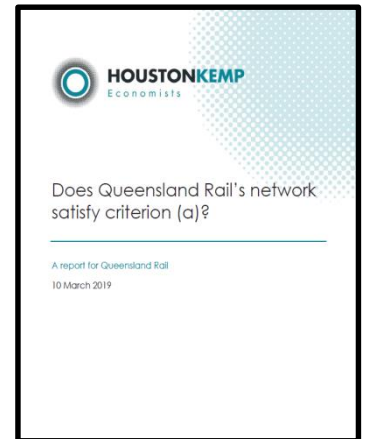 HOUSTONKEMP
Economists
Does Queensland Rail's network
satisfy criterion (a)?
A report for Queensland Rail
10 March 2019